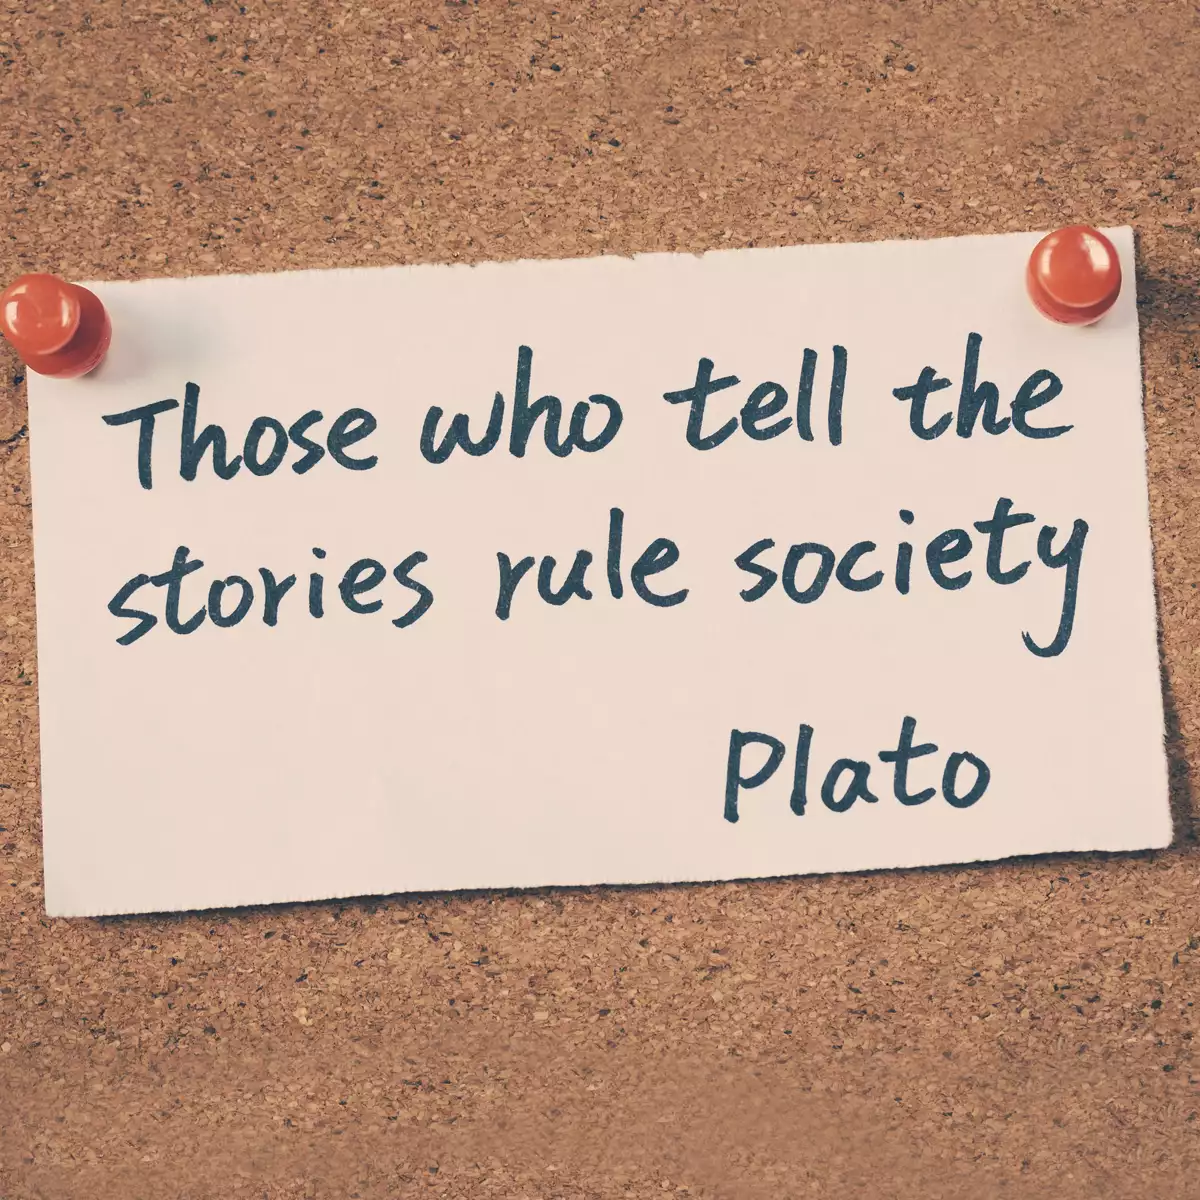 Those who tell the
stories rule society
Plato